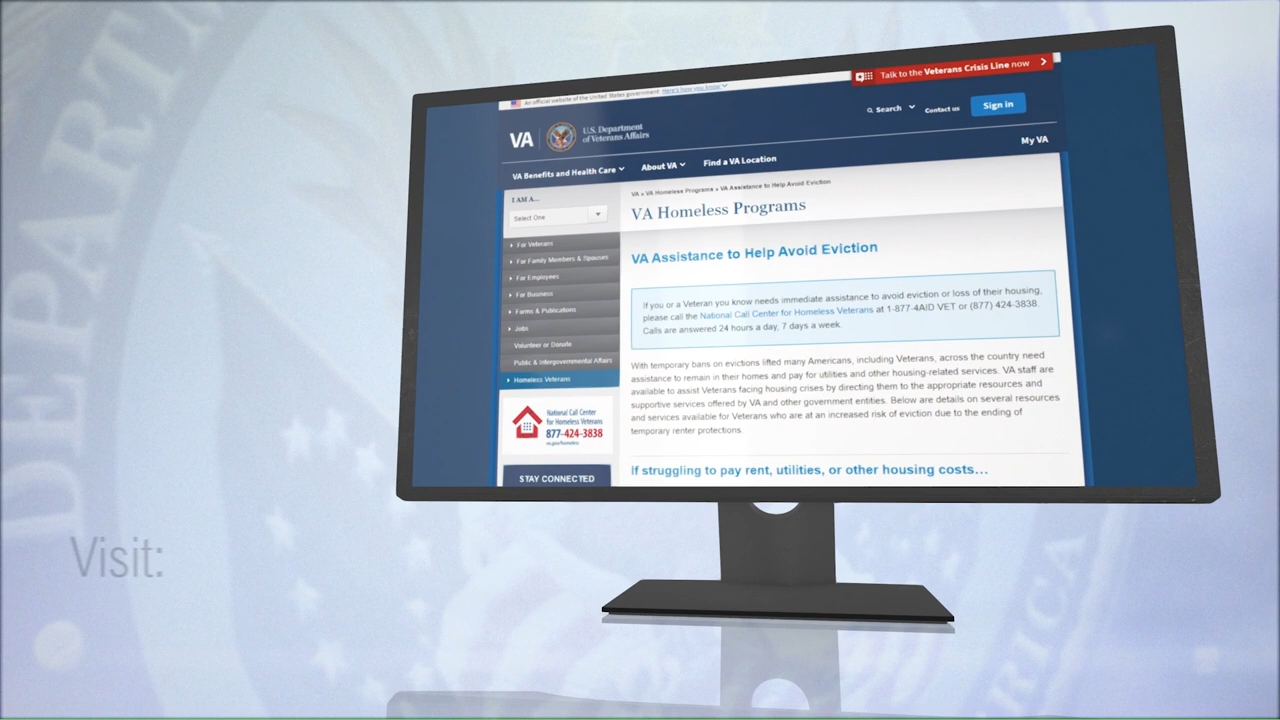 DEPARTM
ERICA
Visit:
An official website of the United States government. Here's how you know
Talk to the Veterans Crisis Line now
Search
Contact us
Sign in
VA
U.S. Department
of Veterans Affairs
My VA
VA Benefits and Health Care
About VA
Find a VA Location
I AM A...
Select One
For Veterans
For Family Members & Spouses
For Employees
For Business
Forms & Publications
Jobs
Volunteer or Donate
Public & Intergovernmental Affairs
Homeless Veterans
National Call Center
for Homeless Veterans
877-424-3838
va.gov/homeless
STAY CONNECTED
VA » VA Homeless Programs » VA Assistance to Help Avoid Eviction
VA Homeless Programs
VA Assistance to Help Avoid Eviction
If you or a Veteran you know needs immediate assistance to avoid eviction or loss of their housing,
please call the National Call Center for Homeless Veterans at 1-877-4AID VET or (877) 424-3838.
Calls are answered 24 hours a day, 7 days a week.
With temporary bans on evictions lifted many Americans, including Veterans, across the country need
assistance to remain in their homes and pay for utilities and other housing-related services. VA staff are
available to assist Veterans facing housing crises by directing them to the appropriate resources and
supportive services offered by VA and other government entities. Below are details on several resources
and services available for Veterans who are at an increased risk of eviction due to the ending of
temporary renter protections.
If struggling to pay rent, utilities, or other housing costs...